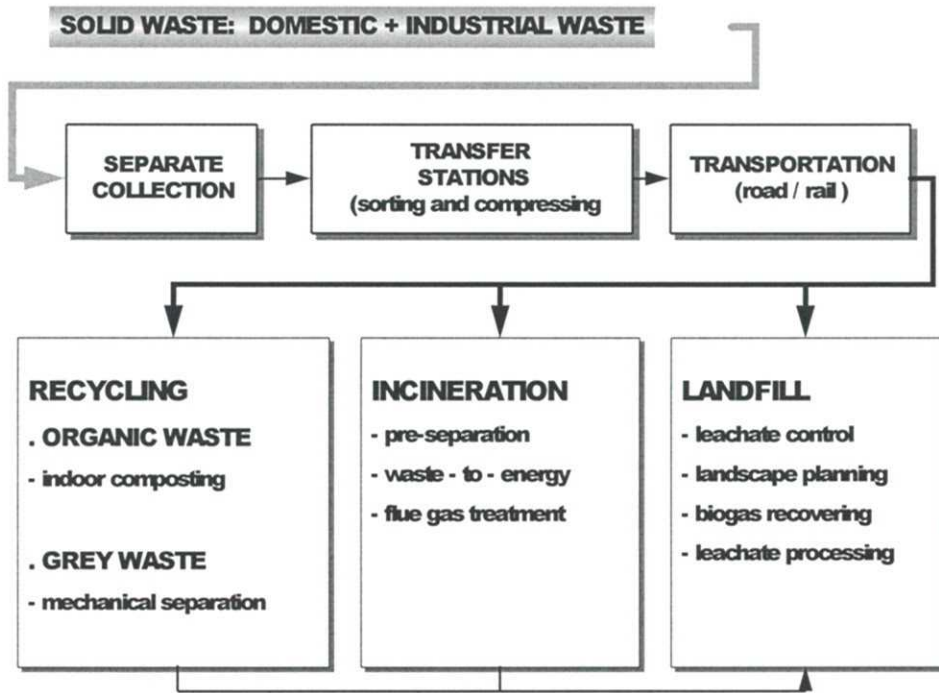 SOLID WASTE: DOMESTIC + INDUSTRIAL WASTE
SEPARATE
COLLECTION
TRANSFER
STATIONS
(sorting and compressing
TRANSPORTATION
(road / rail )
RECYCLING
. ORGANIC WASTE
- indoor composting
. GREY WASTE
- mechanical separation
INCINERATION
- pre-separation
- waste - to - energy
- flue gas treatment
LANDFILL
- leachate control
- landscape planning
- biogas recovering
- leachate processing